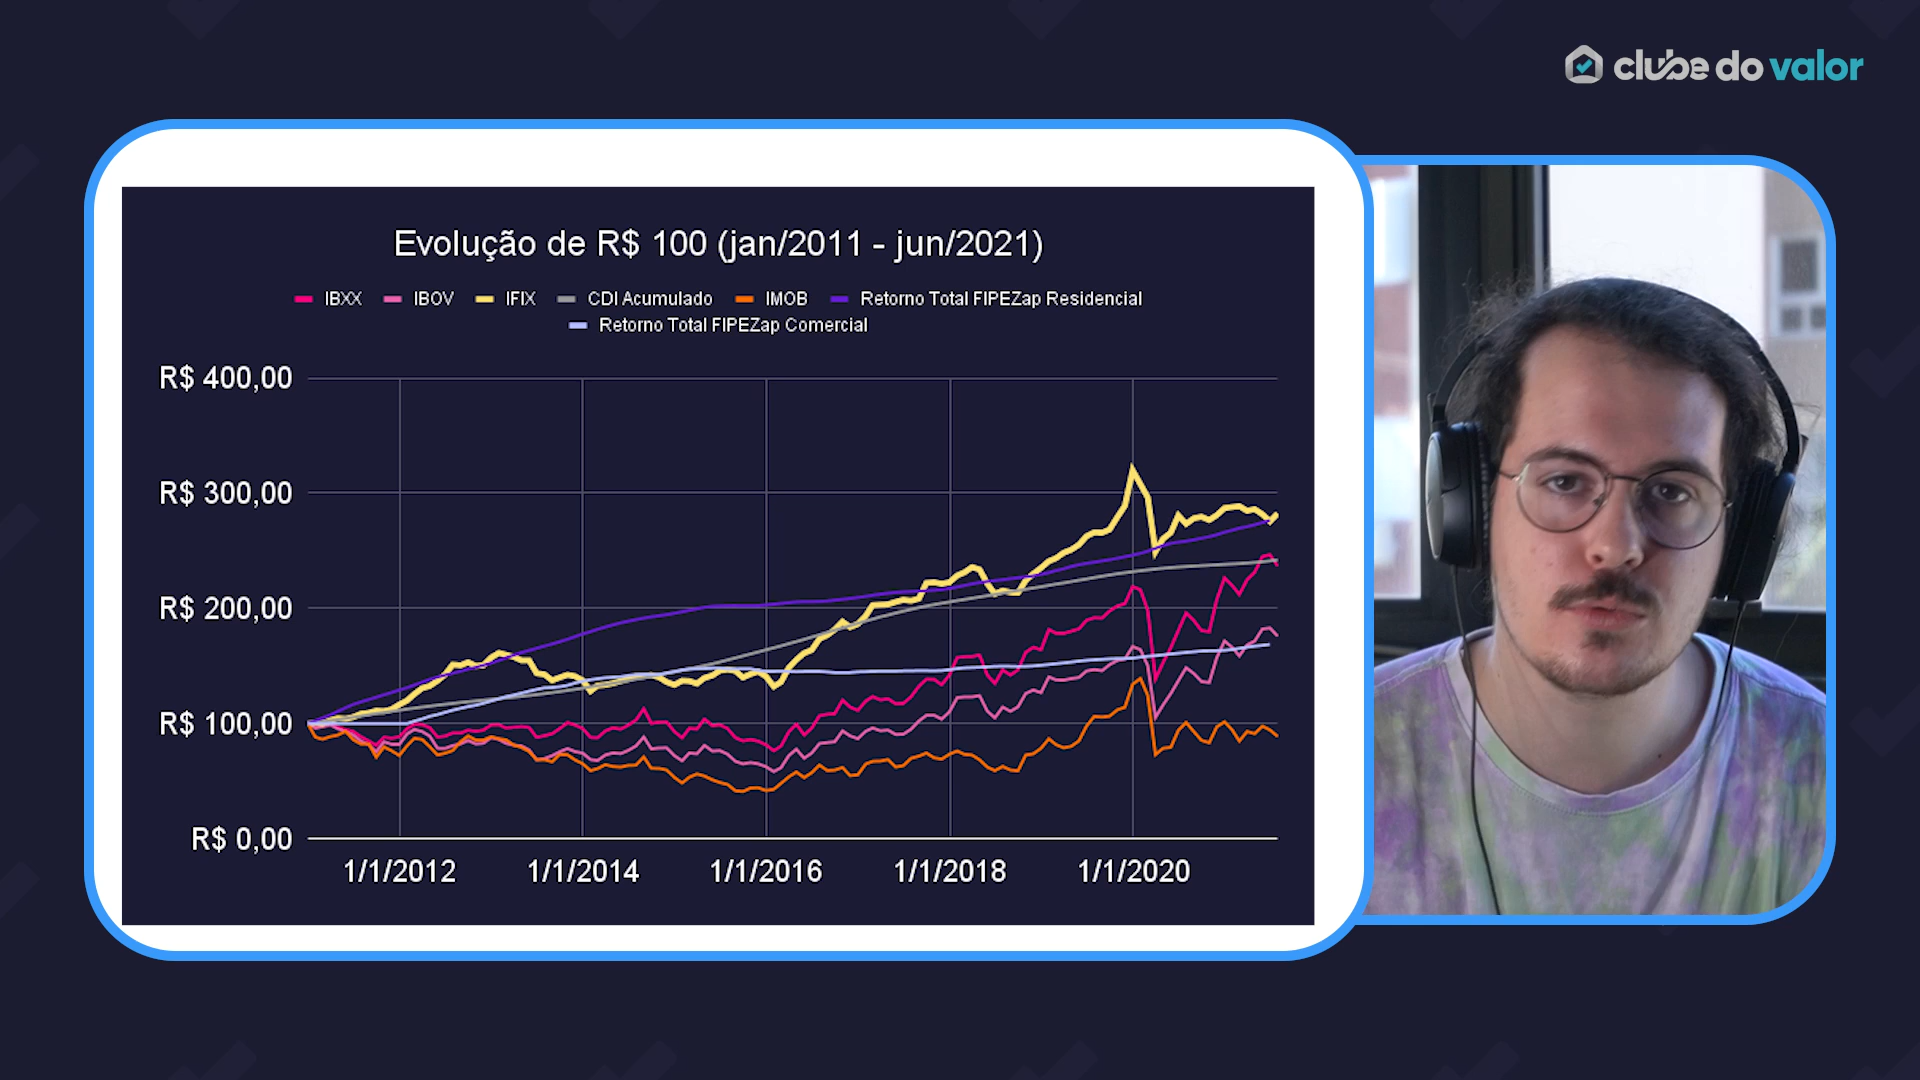 clube do valor
Evolução de R$ 100 (jan/2011 - jun/2021)
IBXX IBOV IFIX CDI Acumulado IMOB Retorno Total FIPEZap Residencial
Retorno Total FIPEZap Comercial
R$ 400,00
R$ 300,00
R$ 200,00
R$ 100,00
R$ 0,00
1/1/2012 1/1/2014 1/1/2016 1/1/2018 1/1/2020